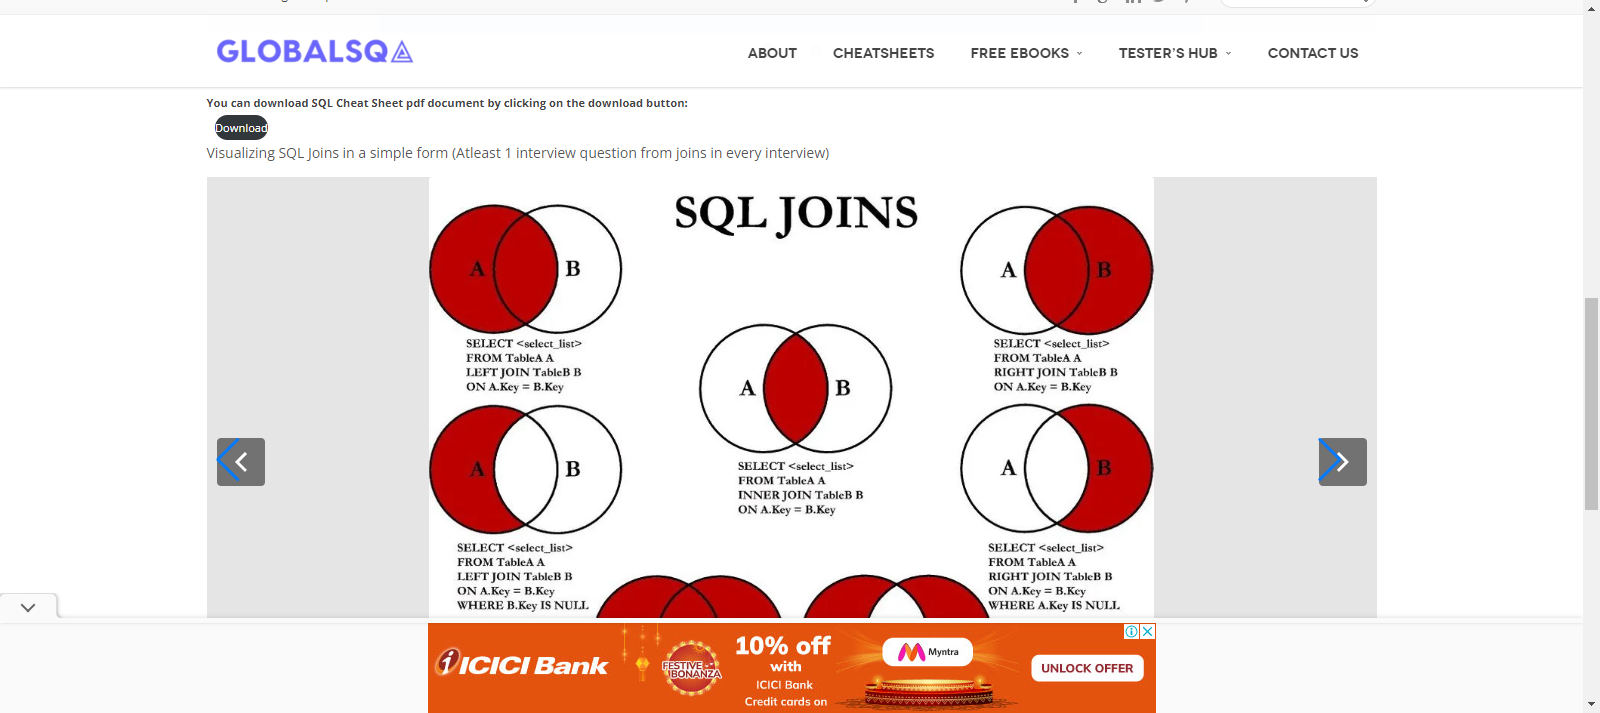 GLOBALSQA
ABOUT
CHEATSHEETS
FREE EBOOKS
TESTER'S HUB
CONTACT US
You can download SQL Cheat Sheet pdf document by clicking on the download button:
Download
Visualizing SQL Joins in a simple form (Atleast 1 interview question from joins in every interview)
SQL JOINS
A B
SELECT <select_list>
FROM TableA A
LEFT JOIN TableB B
ON A.Key = B.Key
A B
SELECT <select_list>
FROM TableA A
RIGHT JOIN TableB B
ON A.Key = B.Key
A B
SELECT <select_list>
FROM TableA A
INNER JOIN TableB B
ON A.Key = B.Key
A B
SELECT <select_list>
FROM TableA A
LEFT JOIN TableB B
ON A.Key = B.Key
WHERE B.Key IS NULL
A B
SELECT <select_list>
FROM TableA A
RIGHT JOIN TableB B
ON A.Key = B.Key
WHERE A.Key IS NULL
ICICI Bank
FESTIVE
BONANZA
10% off
with
ICICI Bank
Credit cards on
Myntra
UNLOCK OFFER